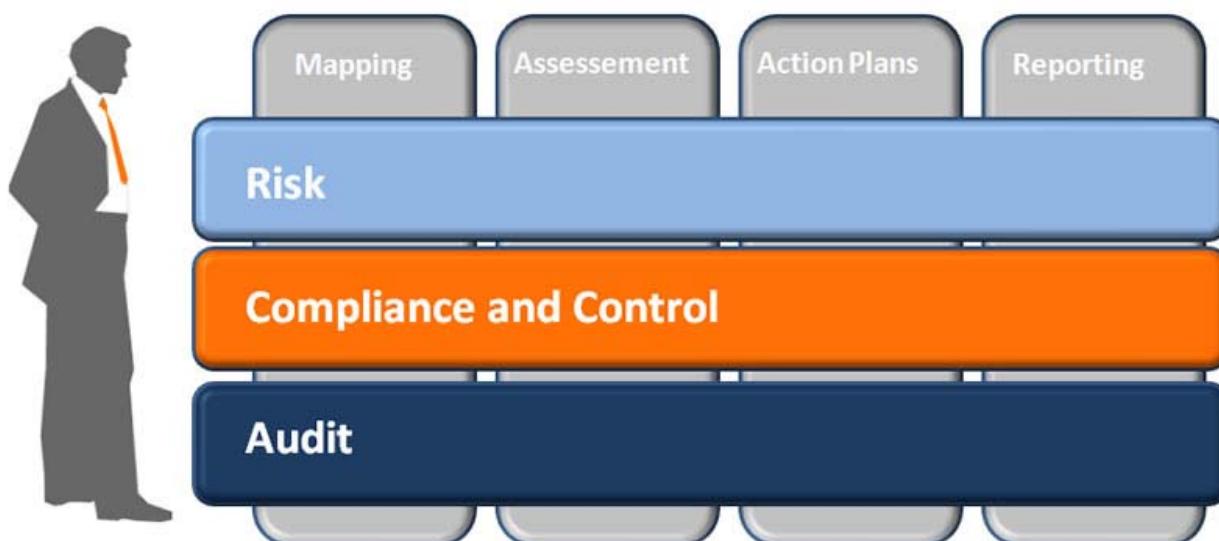 Mapping
Assessement
Action Plans
Reporting
Risk
Compliance and Control
Audit